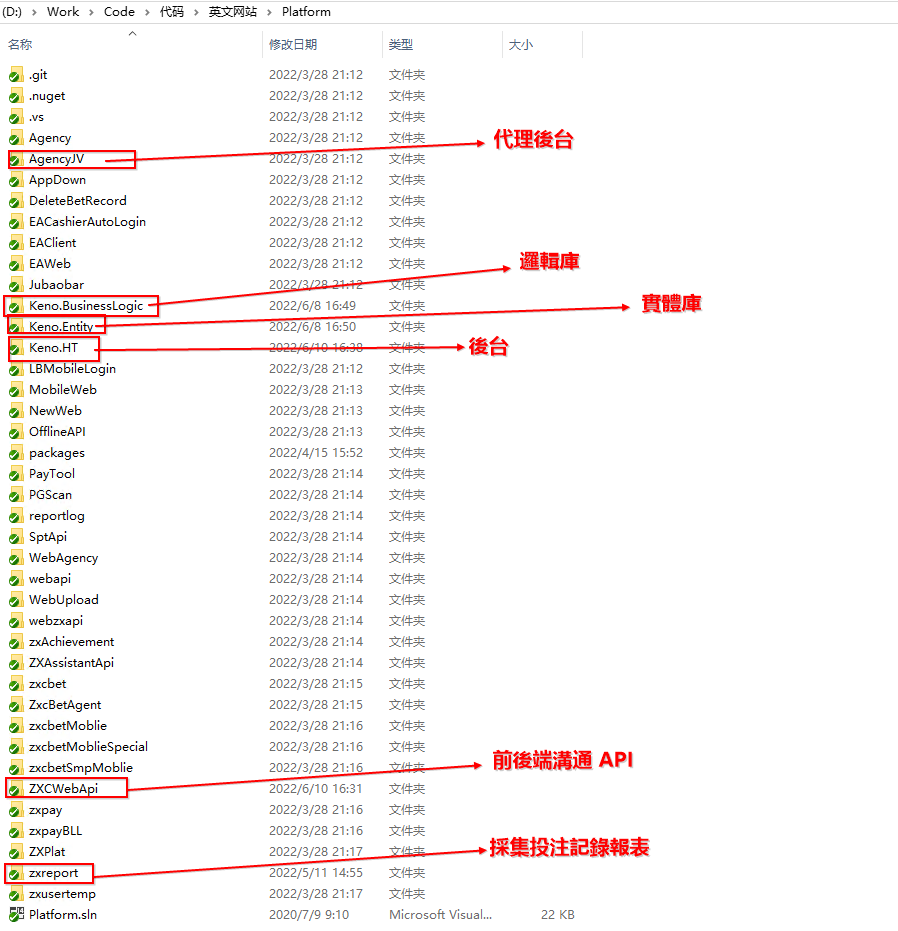 (D:) › Work › Code › 代码 › 英文网站 › Platform
名称 修改日期 类型 大小
.git 2022/3/28 21:12 文件夹
.nuget 2022/3/28 21:12 文件夹
.vs 2022/3/28 21:12 文件夹
Agency 2022/3/28 21:12 文件夹 代理後台
AgencyJV 2022/3/28 21:12 文件夹
AppDown 2022/3/28 21:12 文件夹
DeleteBetRecord 2022/3/28 21:12 文件夹
EACashierAutoLogin 2022/3/28 21:12 文件夹
EAClient 2022/3/28 21:12 文件夹
EAWeb 2022/3/28 21:12 文件夹 邏輯庫
Jubaobar 2022/3/28 21:12 文件夹
Keno.BusinessLogic 2022/6/8 16:49 文件夹 實體庫
Keno.Entity 2022/6/8 16:50 文件夹
Keno.HT 2022/6/10 16:38 文件夹 後台
LBMobileLogin 2022/3/28 21:12 文件夹
MobileWeb 2022/3/28 21:13 文件夹
NewWeb 2022/3/28 21:13 文件夹
OfflineAPI 2022/3/28 21:13 文件夹
packages 2022/4/15 15:52 文件夹
PayTool 2022/3/28 21:14 文件夹
PGScan 2022/3/28 21:14 文件夹
reportlog 2022/3/28 21:14 文件夹
SptApi 2022/3/28 21:14 文件夹
WebAgency 2022/3/28 21:14 文件夹
webapi 2022/3/28 21:14 文件夹
WebUpload 2022/3/28 21:14 文件夹
webzxapi 2022/3/28 21:14 文件夹
zxAchievement 2022/3/28 21:14 文件夹
ZXAssistantApi 2022/3/28 21:14 文件夹
zxcbet 2022/3/28 21:15 文件夹
ZxcBetAgent 2022/3/28 21:15 文件夹
zxcbetMoblie 2022/3/28 21:16 文件夹
zxcbetMoblieSpecial 2022/3/28 21:16 文件夹
zxcbetSmpMoblie 2022/3/28 21:16 文件夹 前後端溝通 API
ZXCWebApi 2022/6/10 16:31 文件夹
zxpay 2022/3/28 21:16 文件夹
zxpayBLL 2022/3/28 21:16 文件夹
ZXPlat 2022/3/28 21:17 文件夹 採集投注記錄報表
zxreport 2022/5/11 14:55 文件夹
zxusertemp 2022/3/28 21:17 文件夹
Platform.sln 2020/7/9 9:10 Microsoft Visual... 22 KB